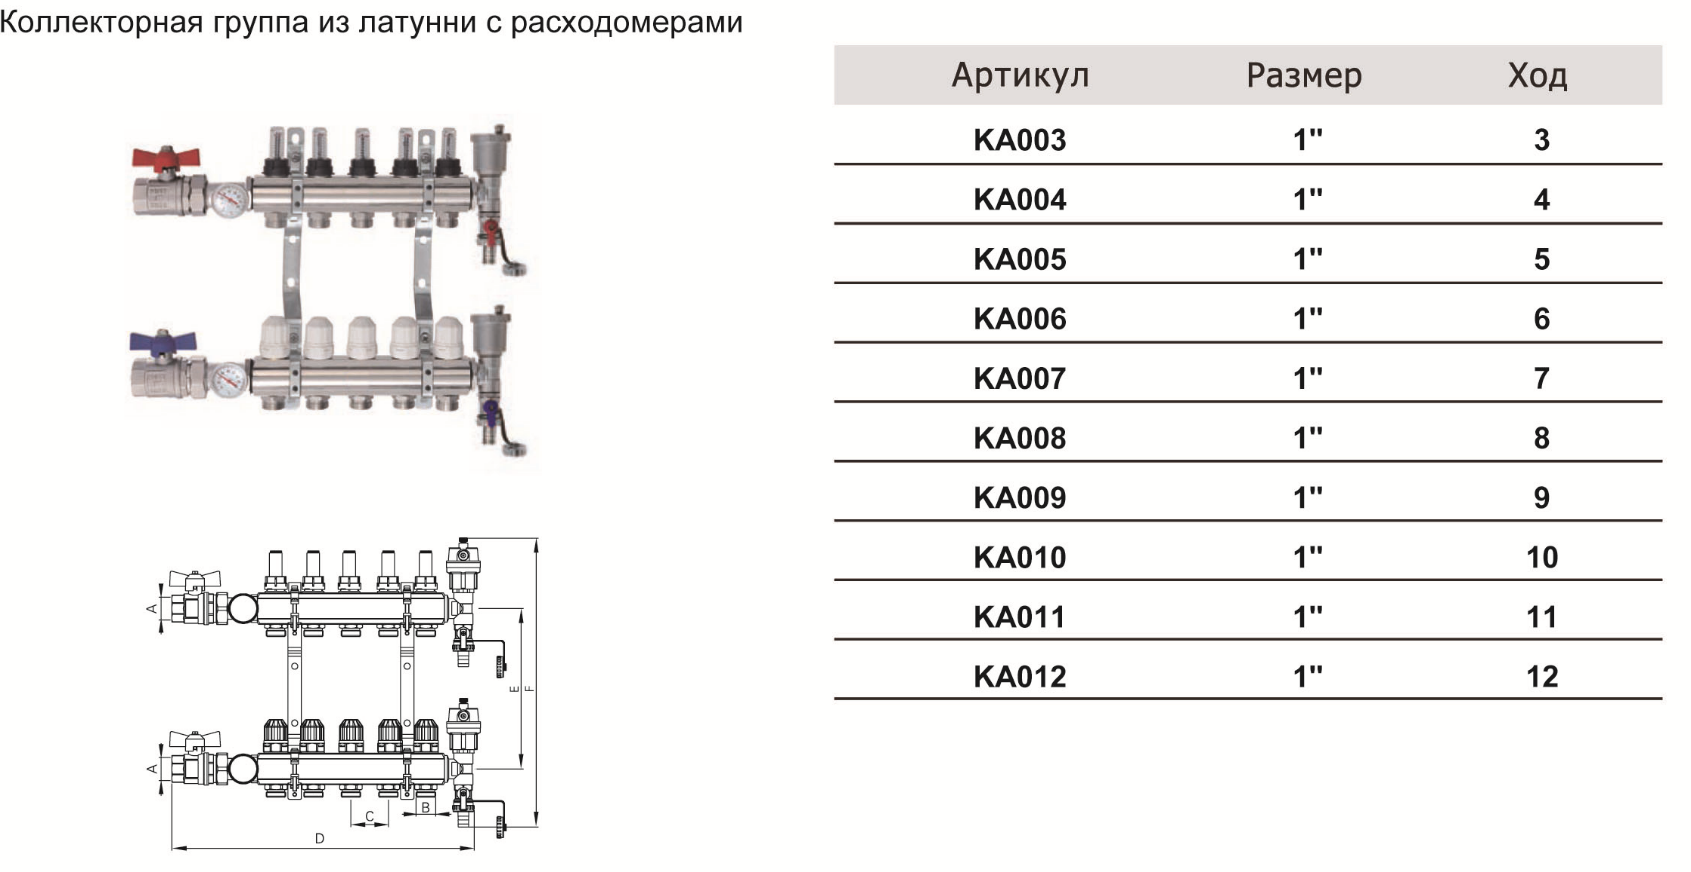 Коллекторная группа из латунни с расходомерами
Артикул Размер Ход
KA003 1" 3
KA004 1" 4
KA005 1" 5
KA006 1" 6
KA007 1" 7
KA008 1" 8
KA009 1" 9
KA010 1" 10
KA011 1" 11
KA012 1" 12
A
E
F
A
B
C
D